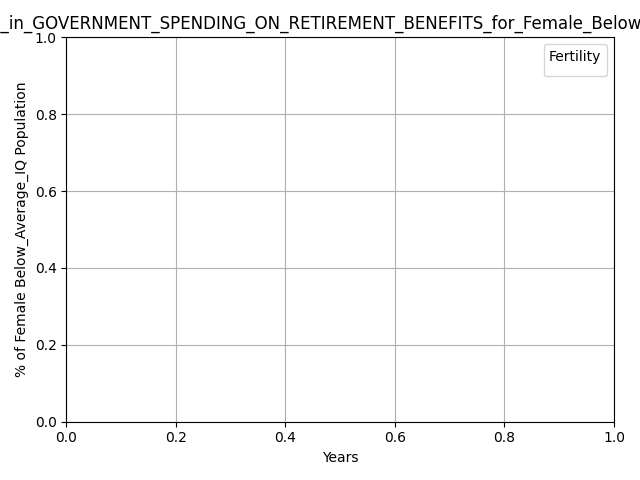 _in_GOVERNMENT_SPENDING_ON_RETIREMENT_BENEFITS_for_Female_Below
Fertility
% of Female Below_Average_IQ Population
1.0
0.8
0.6
0.4
0.2
0.0
0.0 0.2 0.4 0.6 0.8 1.0
Years